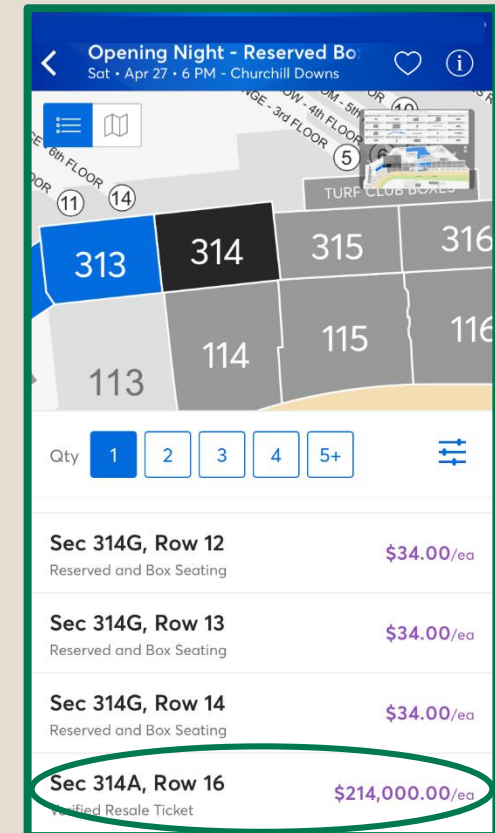 Opening Night - Reserved Bo
Sat • Apr 27 • 6 PM - Churchill Downs
3rd FLOOR
4th FLOOR
6th FLOOR
10
5
11
14
TURF CLUB BOXES
313
314
315
316
113
114
115
116
Qty 1 2 3 4 5+
Sec 314G, Row 12
$34.00/ea
Reserved and Box Seating
Sec 314G, Row 13
$34.00/ea
Reserved and Box Seating
Sec 314G, Row 14
$34.00/ea
Reserved and Box Seating
Sec 314A, Row 16
$214,000.00/ea
Verified Resale Ticket